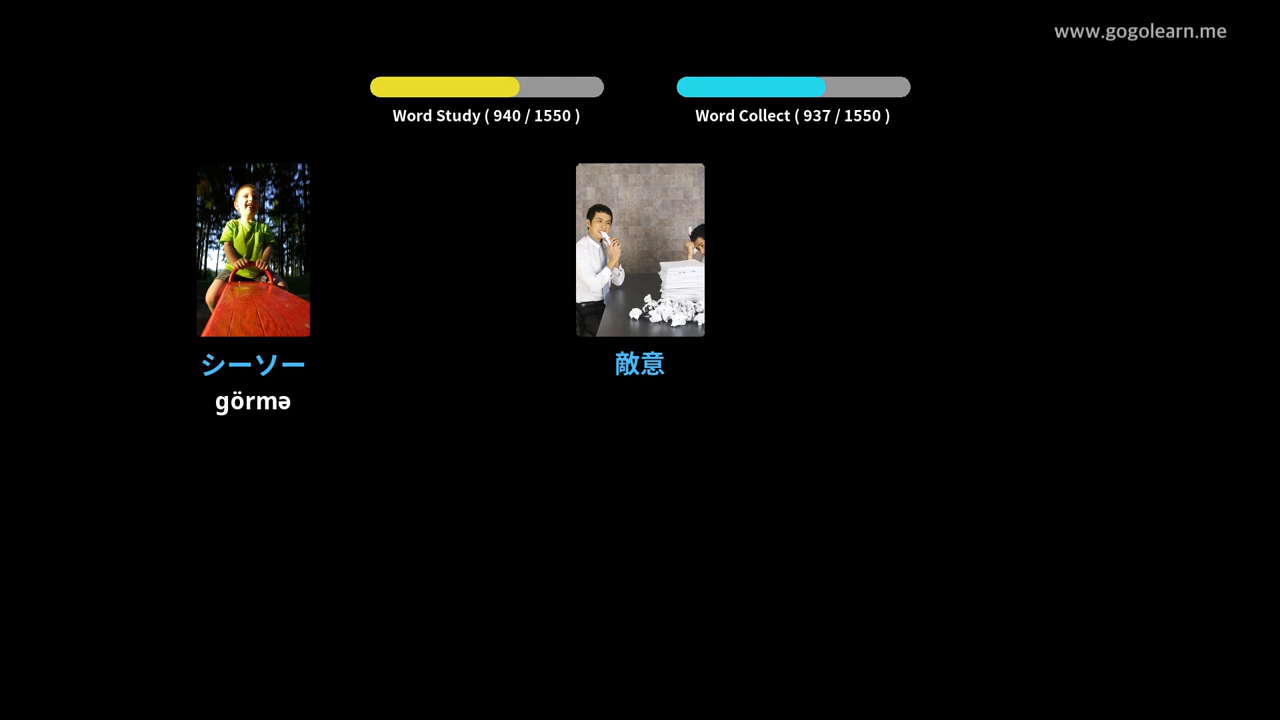 www.gogolearn.me
Word Study ( 940 / 1550 )
Word Collect ( 937 / 1550 )
シーソー
görmə
敵意